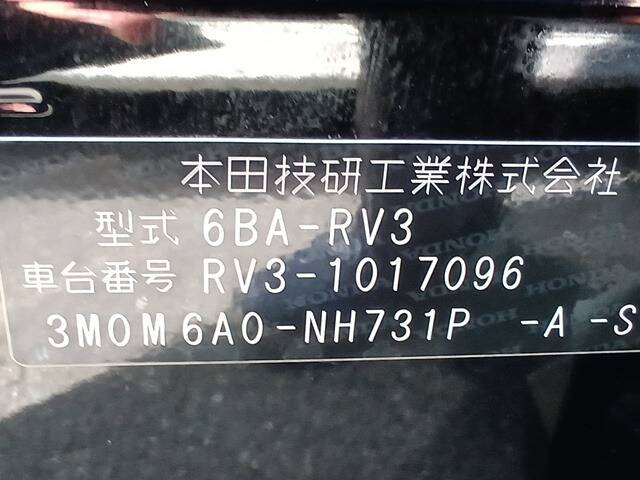 本田技研工業株式会社
型式 6BA-RV3
車台番号 RV3-1017096
3M0M6A0-NH731P -A -S